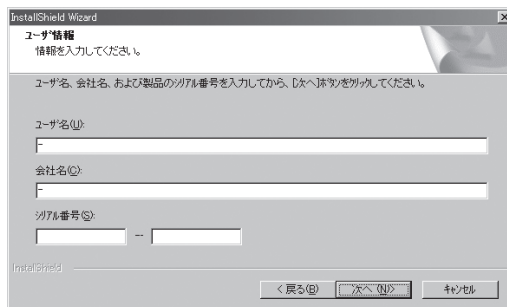 InstallShield Wizard
ユーザ情報
情報を入力してください。
ユーザ名、会社名、および製品のシリアル番号を入力してから、[次へ]ボタンをクリックしてください。
ユーザ名(U):
-
会社名(C):
-
シリアル番号(S):
--
InstallShield
< 戻る(B)
次へ (N)>
キャンセル